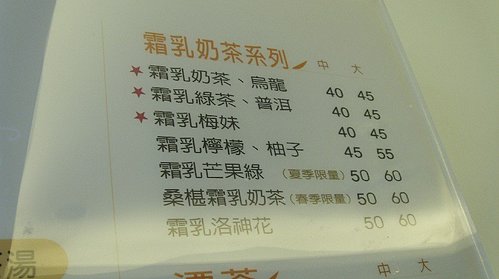 霜乳奶茶系列 中 大
★霜乳奶茶、烏龍 40 45
★霜乳綠茶、普洱 40 45
★霜乳梅妹 40 45
霜乳檸檬、柚子 45 55
霜乳芒果綠(夏季限量) 50 60
桑椹霜乳奶茶(春季限量) 50 60
霜乳洛神花 50 60
湯
中 大